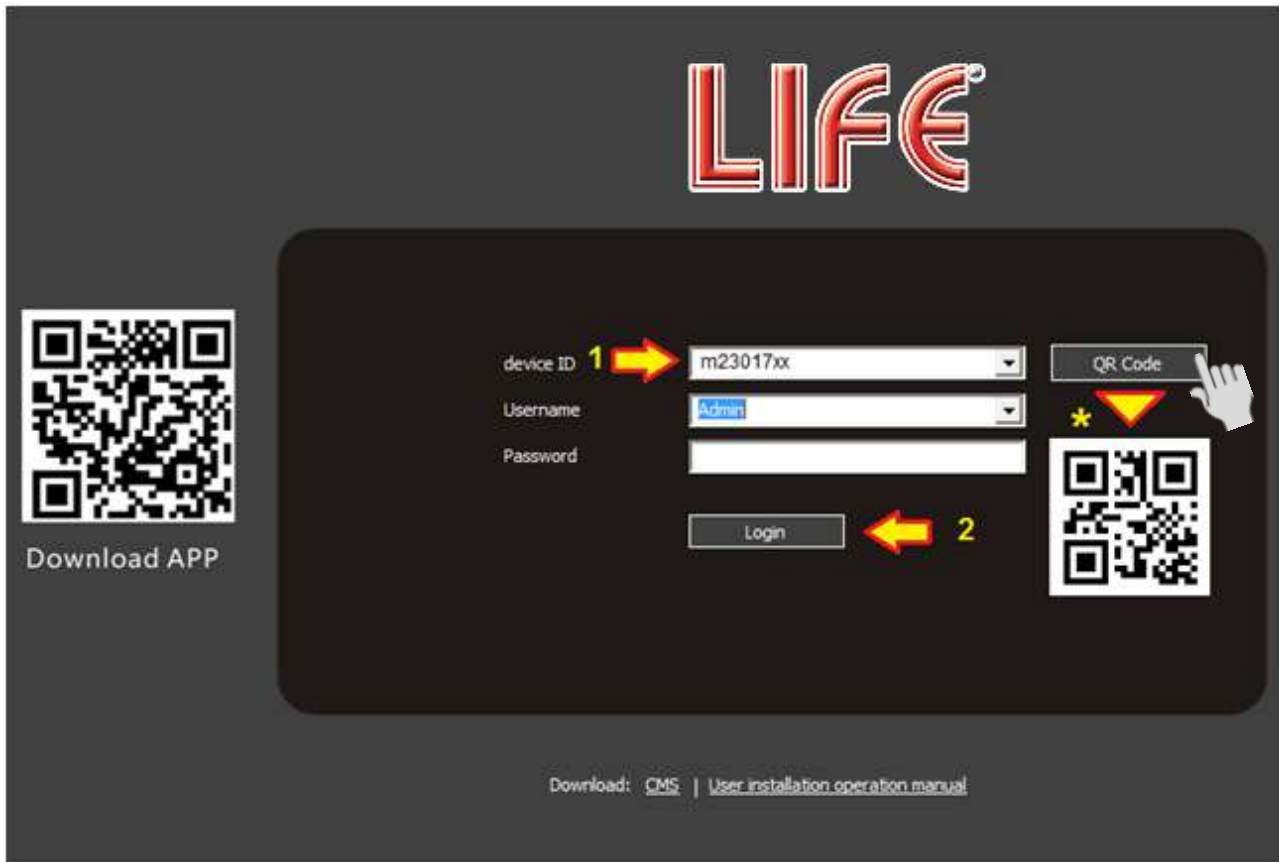 LIFE®
device ID 1 m23017xx QR Code
Username Admin *
Password
Login 2
Download APP
Download: CMS | User installation operation manual